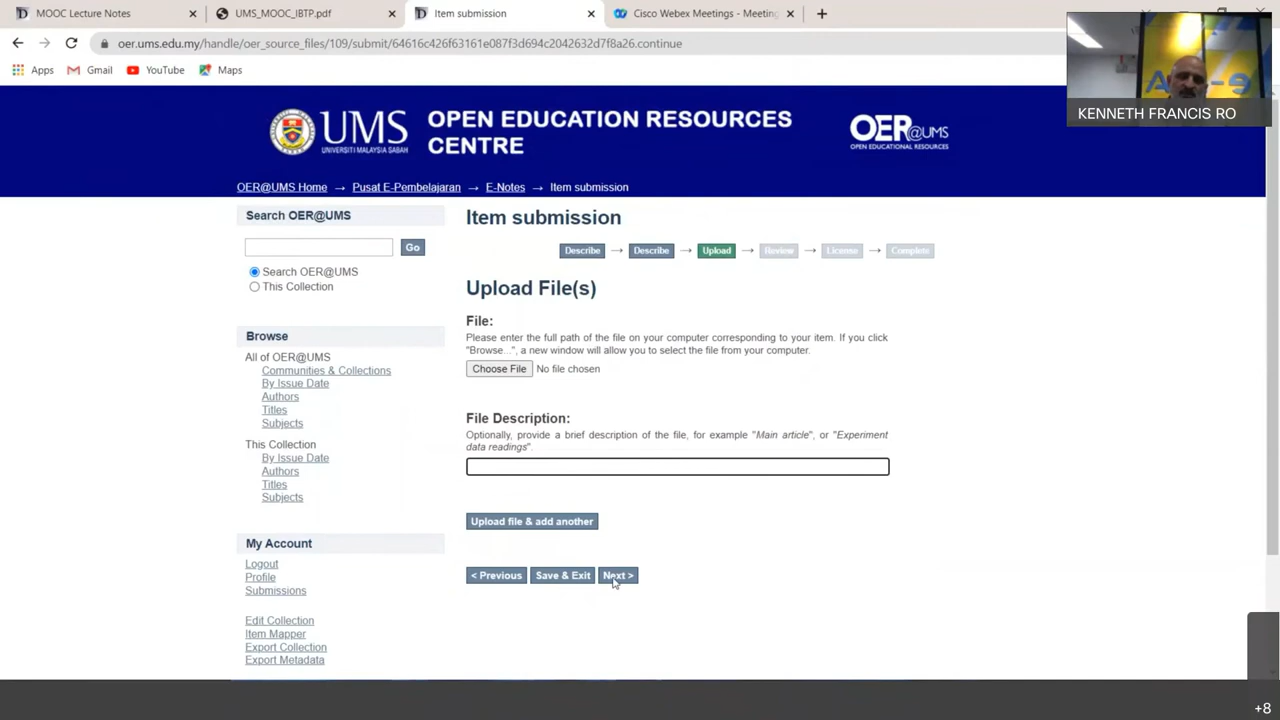 MOOC Lecture Notes
UMS_MOOC_IBTP.pdf
Item submission
Cisco Webex Meetings - Meeting
oer.ums.edu.my/handle/oer_source_files/109/submit/64616c426f63161e087f3d694c2042632d7f8a26.continue
Apps
Gmail
YouTube
Maps
KENNETH FRANCIS RO
UMS
UNIVERSITI MALAYSIA SABAH
OPEN EDUCATION RESOURCES
CENTRE
OER@UMS
OPEN EDUCATIONAL RESOURCES
OER@UMS Home → Pusat E-Pembelajaran → E-Notes → Item submission
Search OER@UMS
Go
Search OER@UMS
This Collection
Browse
All of OER@UMS
Communities & Collections
By Issue Date
Authors
Titles
Subjects
This Collection
By Issue Date
Authors
Titles
Subjects
My Account
Logout
Profile
Submissions
Edit Collection
Item Mapper
Export Collection
Export Metadata
Item submission
Describe → Describe → Upload → Review → License → Complete
Upload File(s)
File:
Please enter the full path of the file on your computer corresponding to your item. If you click
"Browse...", a new window will allow you to select the file from your computer.
Choose File No file chosen
File Description:
Optionally, provide a brief description of the file, for example "Main article", or "Experiment
data readings".
Upload file & add another
< Previous
Save & Exit
Next >
+8